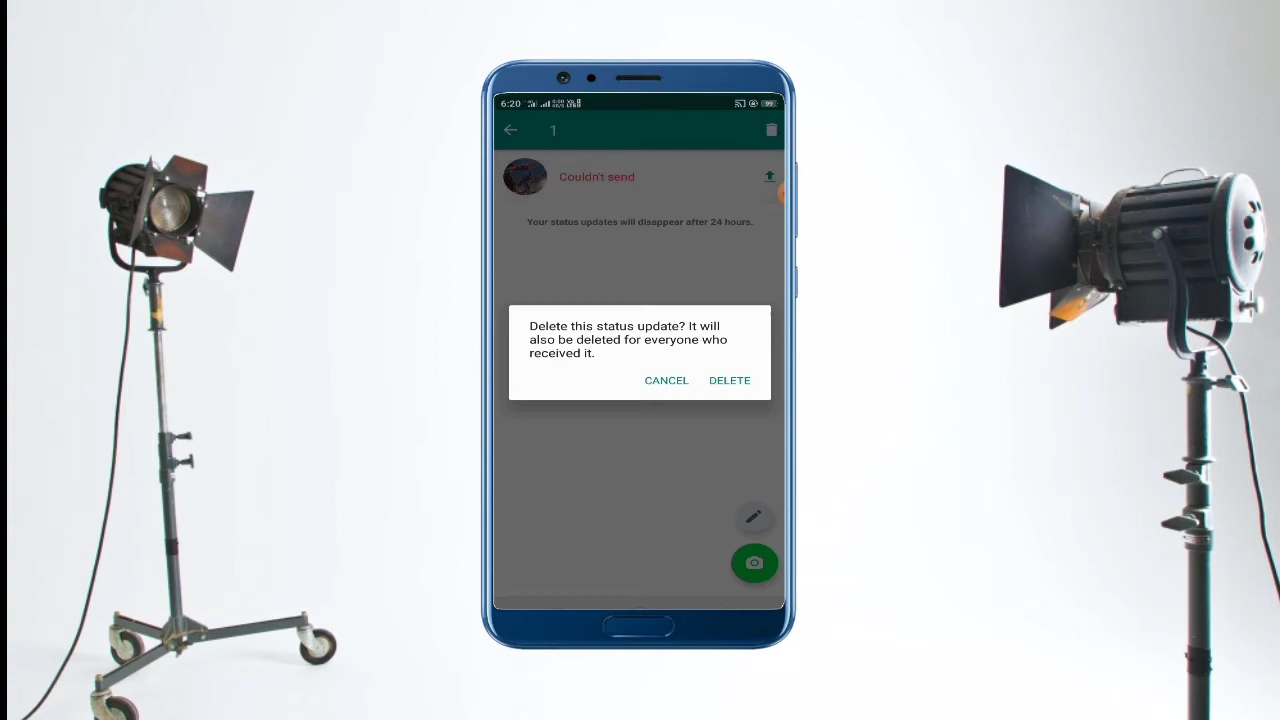 6:20
99
1
Couldn't send
Your status updates will disappear after 24 hours.
Delete this status update? It will
also be deleted for everyone who
received it.
CANCEL DELETE